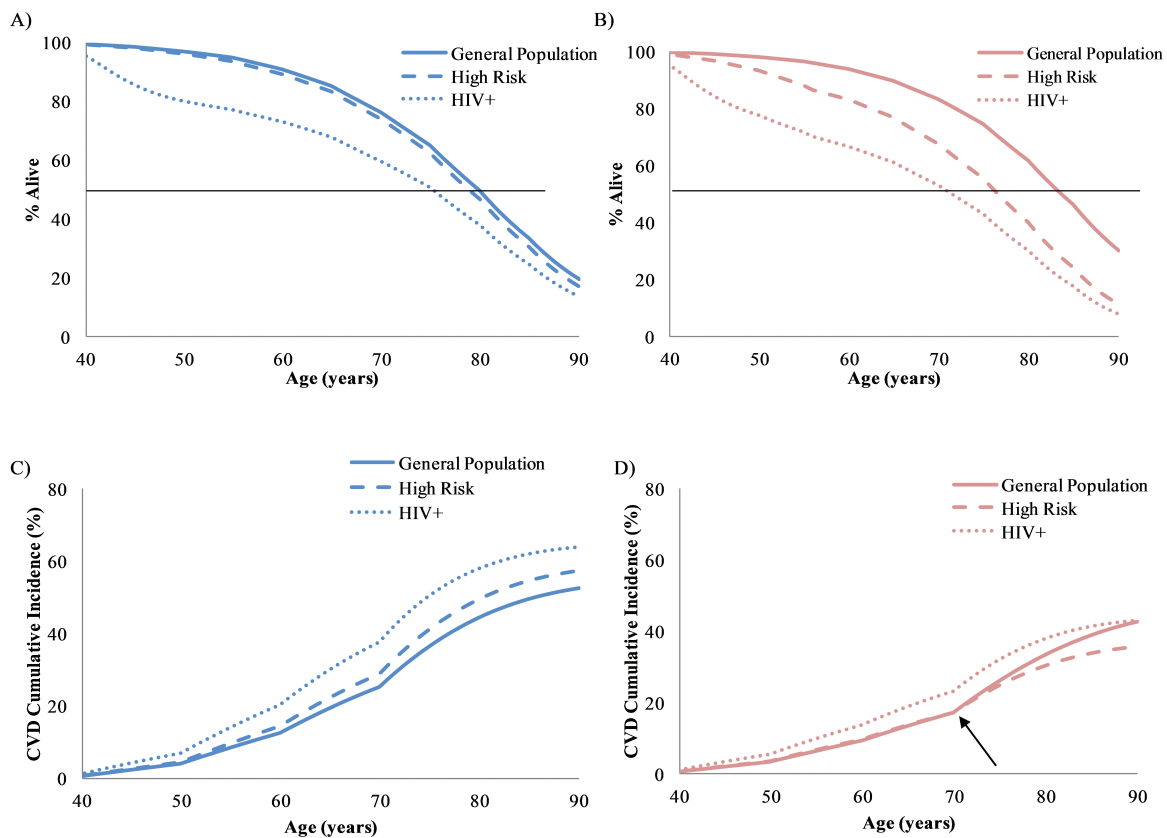 A)
General Population
High Risk
HIV+
% Alive
100
80
60
40
20
0
40 50 60 70 80 90
Age (years)
B)
General Population
High Risk
HIV+
% Alive
100
80
60
40
20
0
40 50 60 70 80 90
Age (years)
C)
General Population
High Risk
HIV+
CVD Cumulative Incidence (%)
80
60
40
20
0
40 50 60 70 80 90
Age (years)
D)
General Population
High Risk
HIV+
CVD Cumulative Incidence (%)
80
60
40
20
0
40 50 60 70 80 90
Age (years)